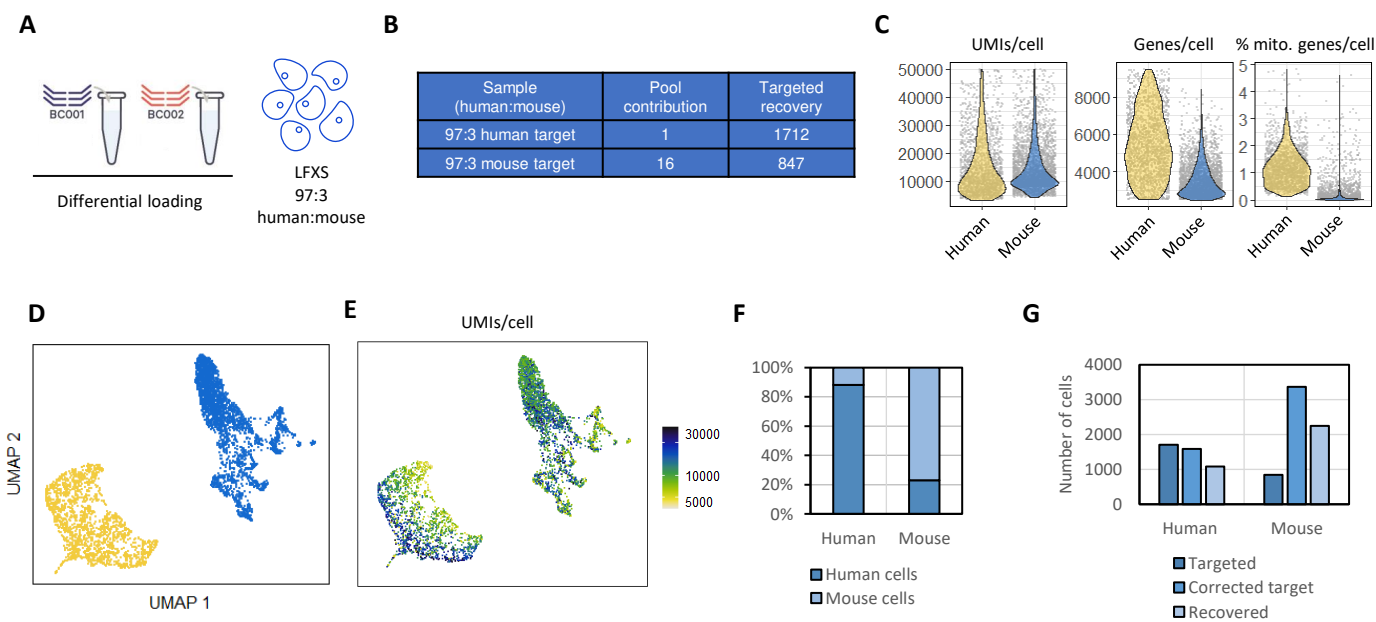 A
BC001
BC002
Differential loading
LFXS
97:3
human:mouse
B
Sample
(human:mouse)
Pool
contribution
Targeted
recovery
97:3 human target
1
1712
97:3 mouse target
16
847
C
UMIs/cell
50000
40000
30000
20000
10000
Human
Mouse
Genes/cell
8000
6000
4000
Human
Mouse
% mito. genes/cell
5
4
3
2
1
0
Human
Mouse
D
UMAP 2
UMAP 1
E
UMIs/cell
30000
10000
5000
F
100%
80%
60%
40%
20%
0%
Human
Mouse
Human cells
Mouse cells
G
Number of cells
4000
3000
2000
1000
0
Human
Mouse
Targeted
Corrected target
Recovered